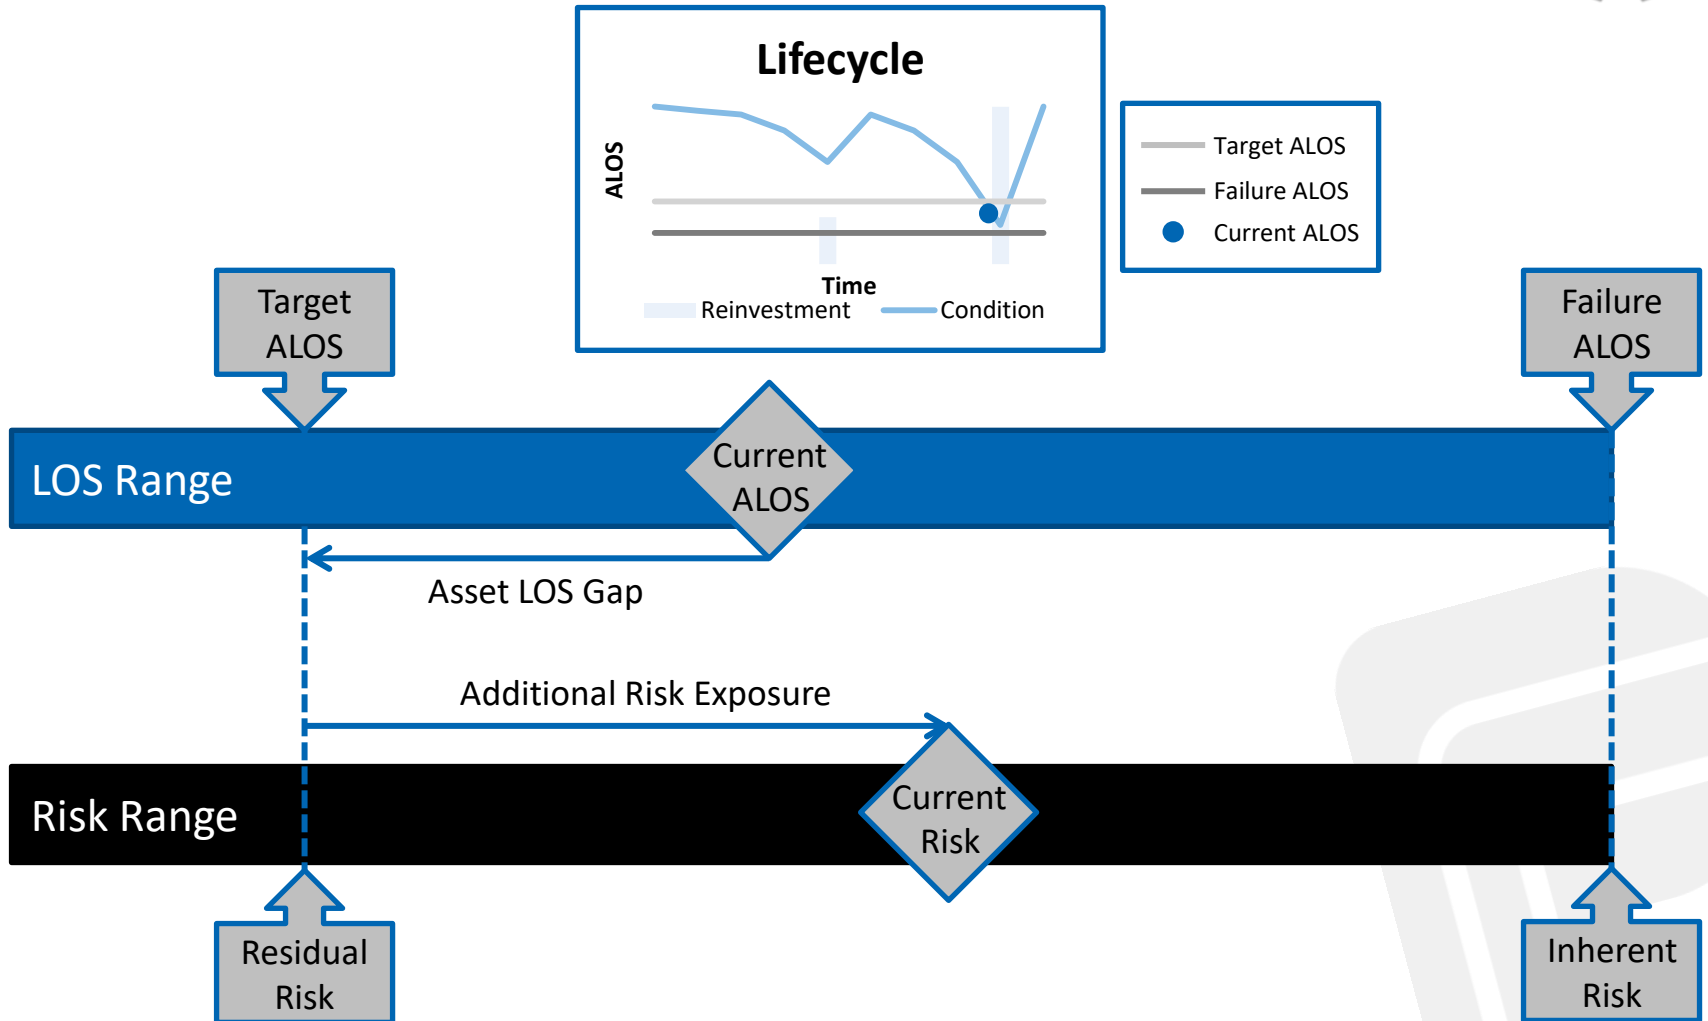 Lifecycle
ALOS
Time
Reinvestment
Condition
Target ALOS
Failure ALOS
Current ALOS
Target
ALOS
Failure
ALOS
LOS Range
Current
ALOS
Asset LOS Gap
Additional Risk Exposure
Risk Range
Current
Risk
Residual
Risk
Inherent
Risk